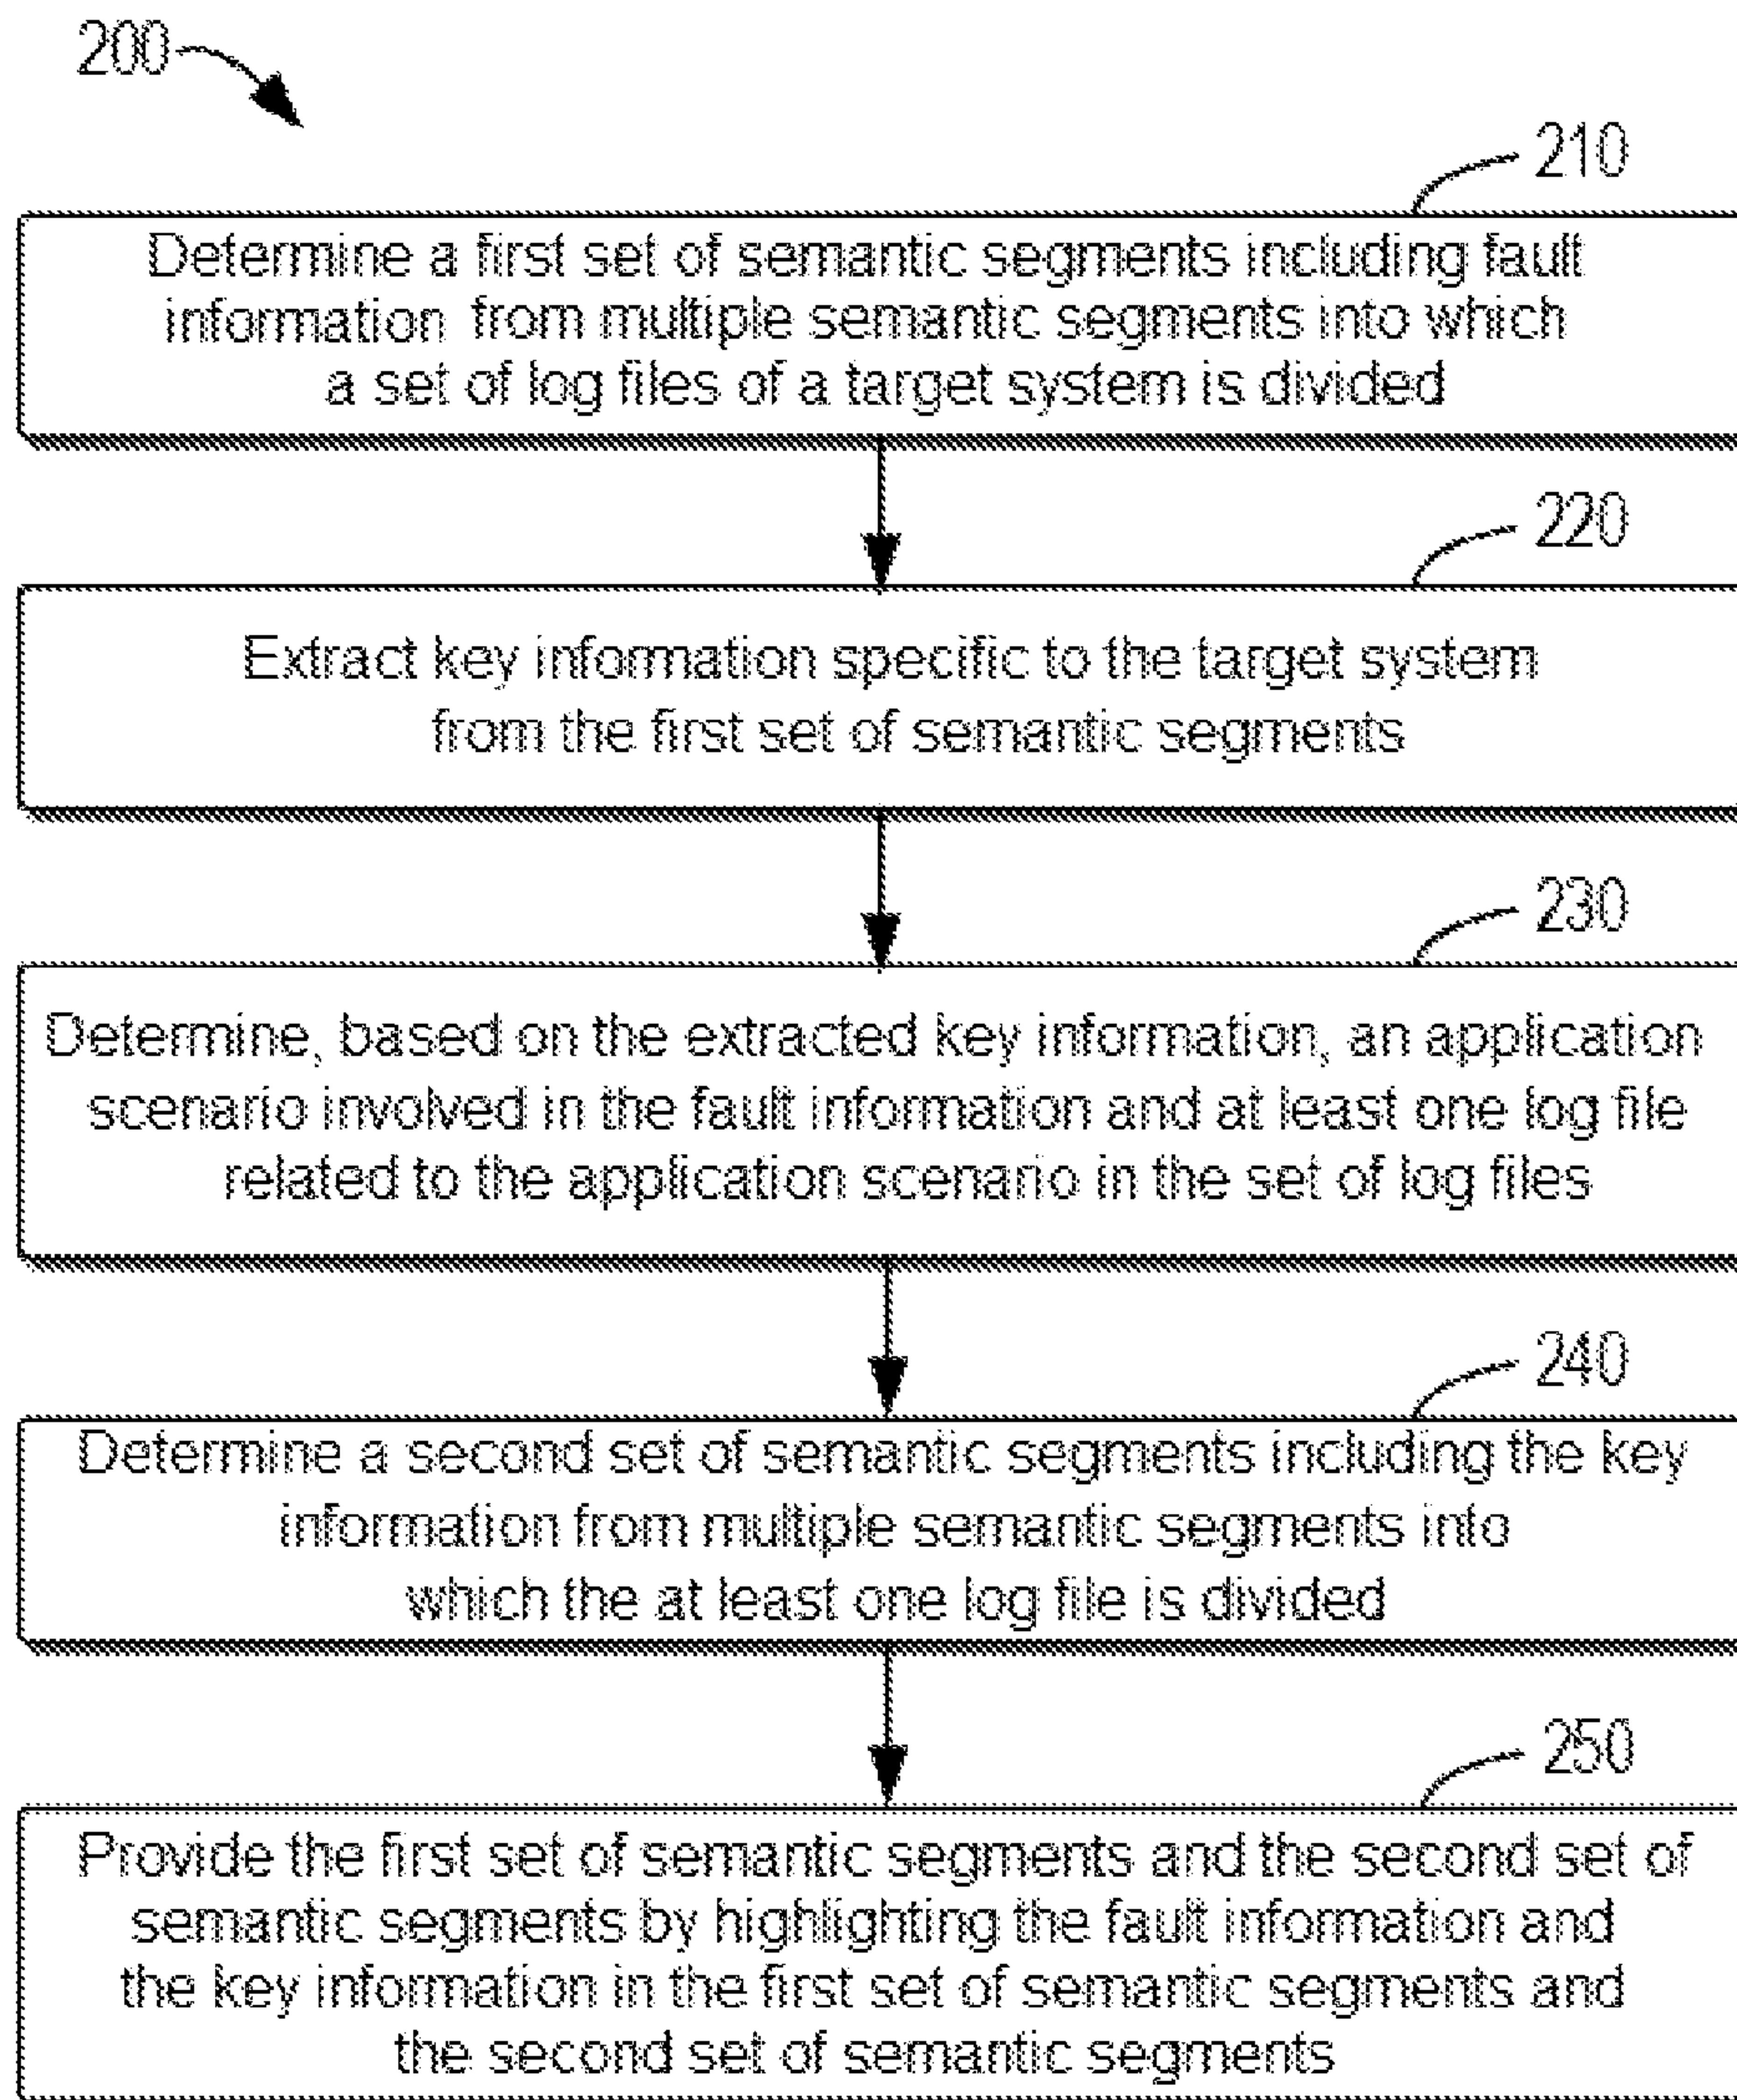 200
210
Determine a first set of semantic segments including fault
information from multiple semantic segments into which
a set of log files of a target system is divided
220
Extract key information specific to the target system
from the first set of semantic segments
230
Determine, based on the extracted key information, an application
scenario involved in the fault information and at least one log file
related to the application scenario in the set of log files
240
Determine a second set of semantic segments including the key
information from multiple semantic segments into
which the at least one log file is divided
250
Provide the first set of semantic segments and the second set of
semantic segments by highlighting the fault information and
the key information in the first set of semantic segments and
the second set of semantic segments